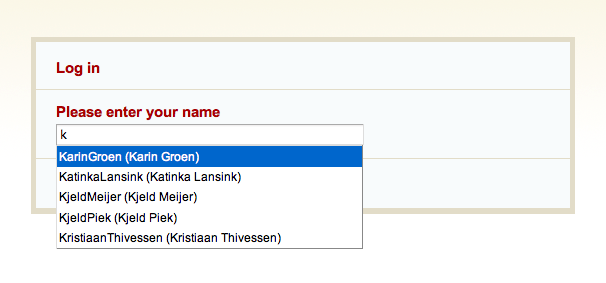 Log in
Please enter your name
k
KarinGroen (Karin Groen)
KatinkaLansink (Katinka Lansink)
KjeldMeijer (Kjeld Meijer)
KjeldPiek (Kjeld Piek)
KristiaanThivessen (Kristiaan Thivessen)